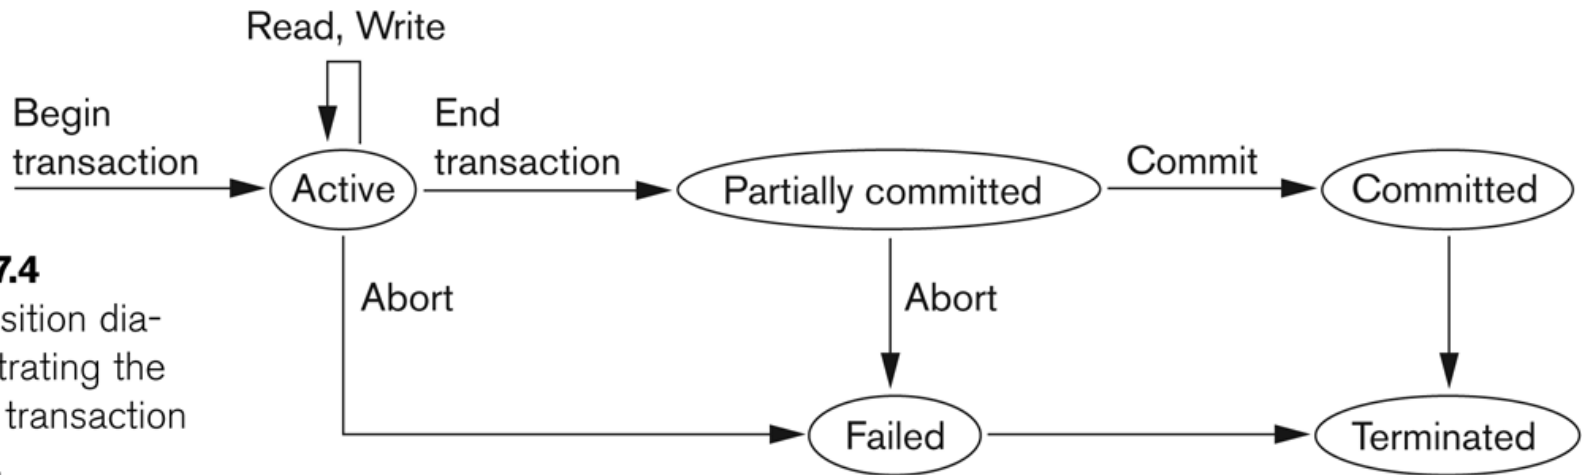 Read, Write
Begin
transaction
End
transaction
Active
Partially committed
Commit
Committed
7.4
sition dia-
trating the
transaction
Abort
Abort
Failed
Terminated